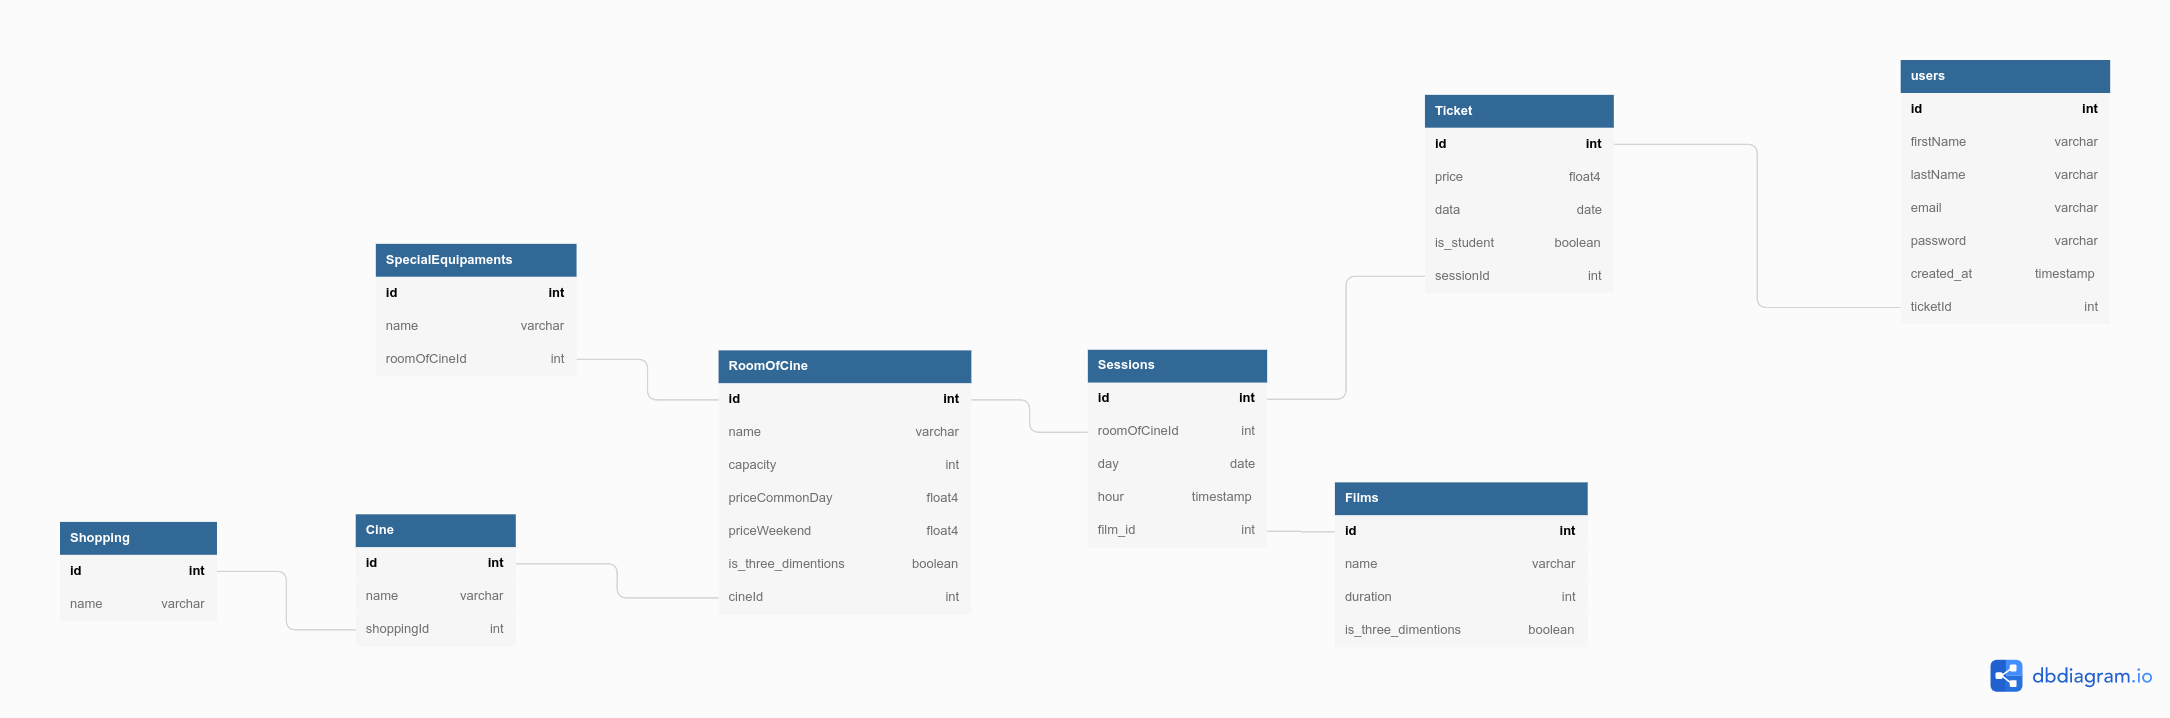 users
id int
firstName varchar
lastName varchar
email varchar
password varchar
created_at timestamp
ticketId int
Ticket
id int
price float4
data date
is_student boolean
sessionId int
SpecialEquipaments
id int
name varchar
roomOfCineId int
RoomOfCine
id int
name varchar
capacity int
priceCommonDay float4
priceWeekend float4
is_three_dimentions boolean
cineId int
Sessions
id int
roomOfCineId int
day date
hour timestamp
film_id int
Films
id int
name varchar
duration int
is_three_dimentions boolean
Shopping
id int
name varchar
Cine
id int
name varchar
shoppingId int
dbdiagram.io